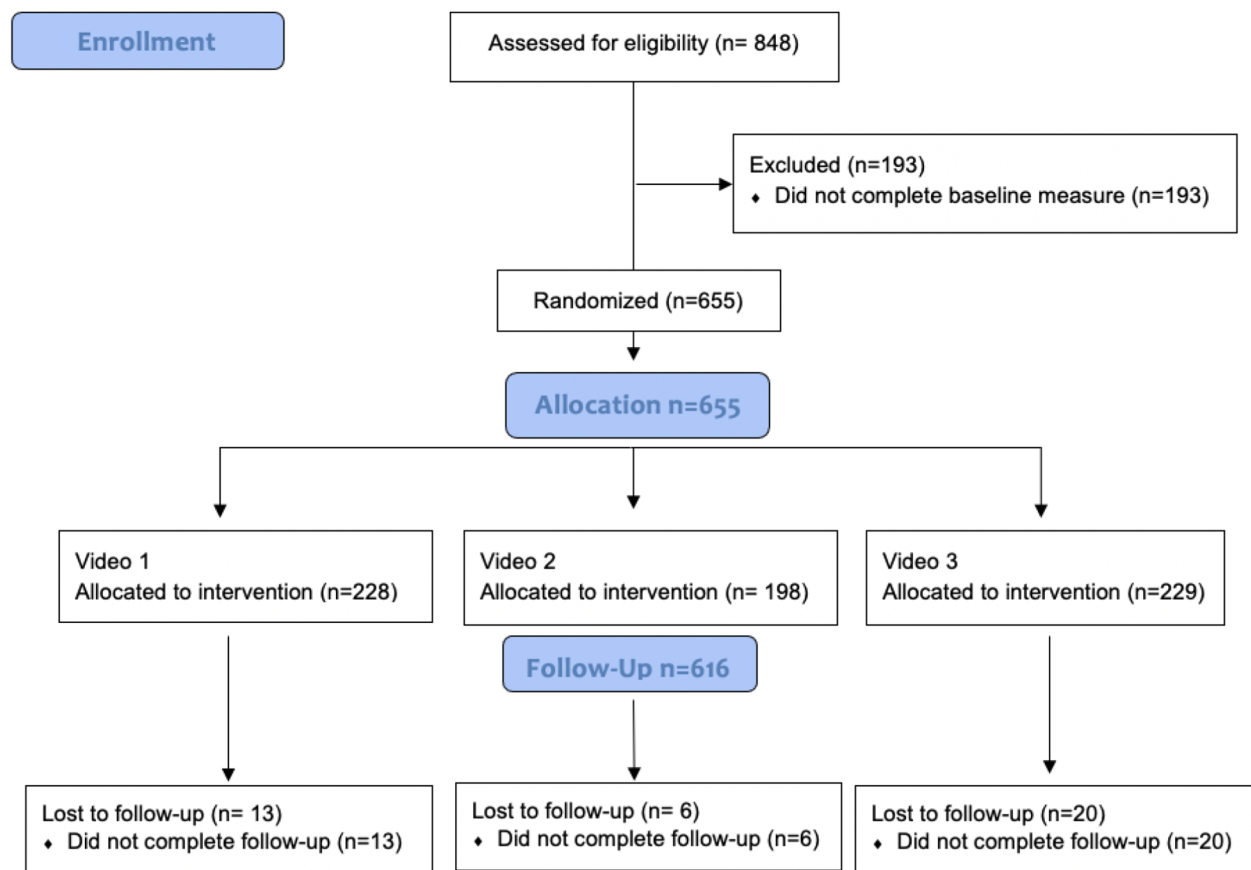 Enrollment
Assessed for eligibility (n= 848)
Excluded (n=193)
♦ Did not complete baseline measure (n=193)
Randomized (n=655)
Allocation n=655
Video 1
Allocated to intervention (n=228)
Video 2
Allocated to intervention (n= 198)
Video 3
Allocated to intervention (n=229)
Follow-Up n=616
Lost to follow-up (n= 13)
♦ Did not complete follow-up (n=13)
Lost to follow-up (n= 6)
♦ Did not complete follow-up (n=6)
Lost to follow-up (n=20)
♦ Did not complete follow-up (n=20)